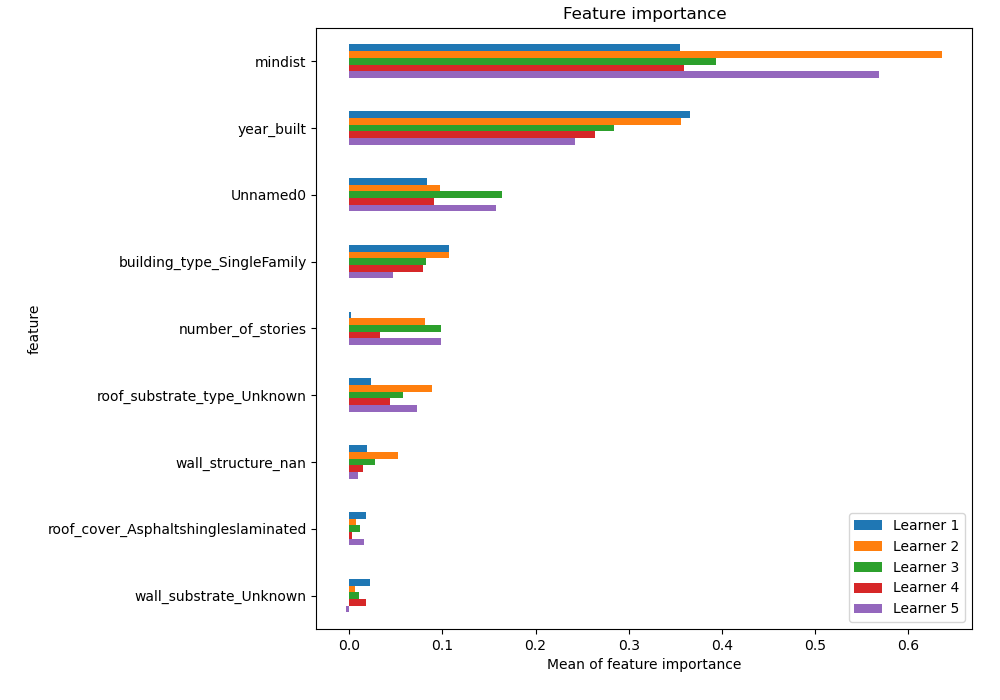 Feature importance
mindist
year_built
Unnamed0
building_type_SingleFamily
number_of_stories
roof_substrate_type_Unknown
wall_structure_nan
roof_cover_Asphaltshingleslaminated
wall_substrate_Unknown
feature
Learner 1
Learner 2
Learner 3
Learner 4
Learner 5
0.0 0.1 0.2 0.3 0.4 0.5 0.6
Mean of feature importance